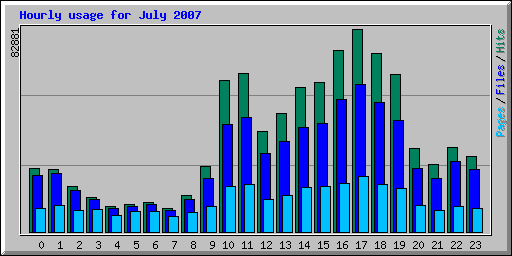 Hourly usage for July 2007
82881
Pages / Files / Hits
0 1 2 3 4 5 6 7 8 9 10 11 12 13 14 15 16 17 18 19 20 21 22 23